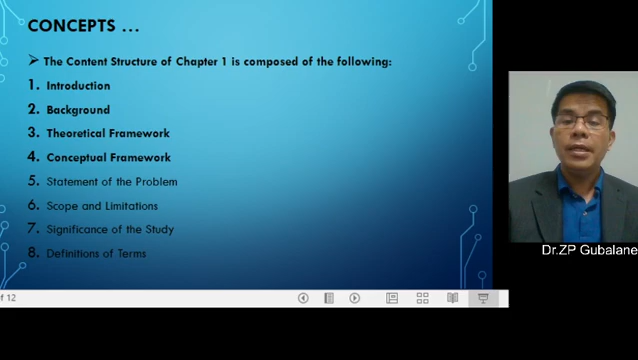 CONCEPTS ...
➢ The Content Structure of Chapter 1 is composed of the following:
1. Introduction
2. Background
3. Theoretical Framework
4. Conceptual Framework
5. Statement of the Problem
6. Scope and Limitations
7. Significance of the Study
8. Definitions of Terms
Dr.ZP Gubalane
of 12